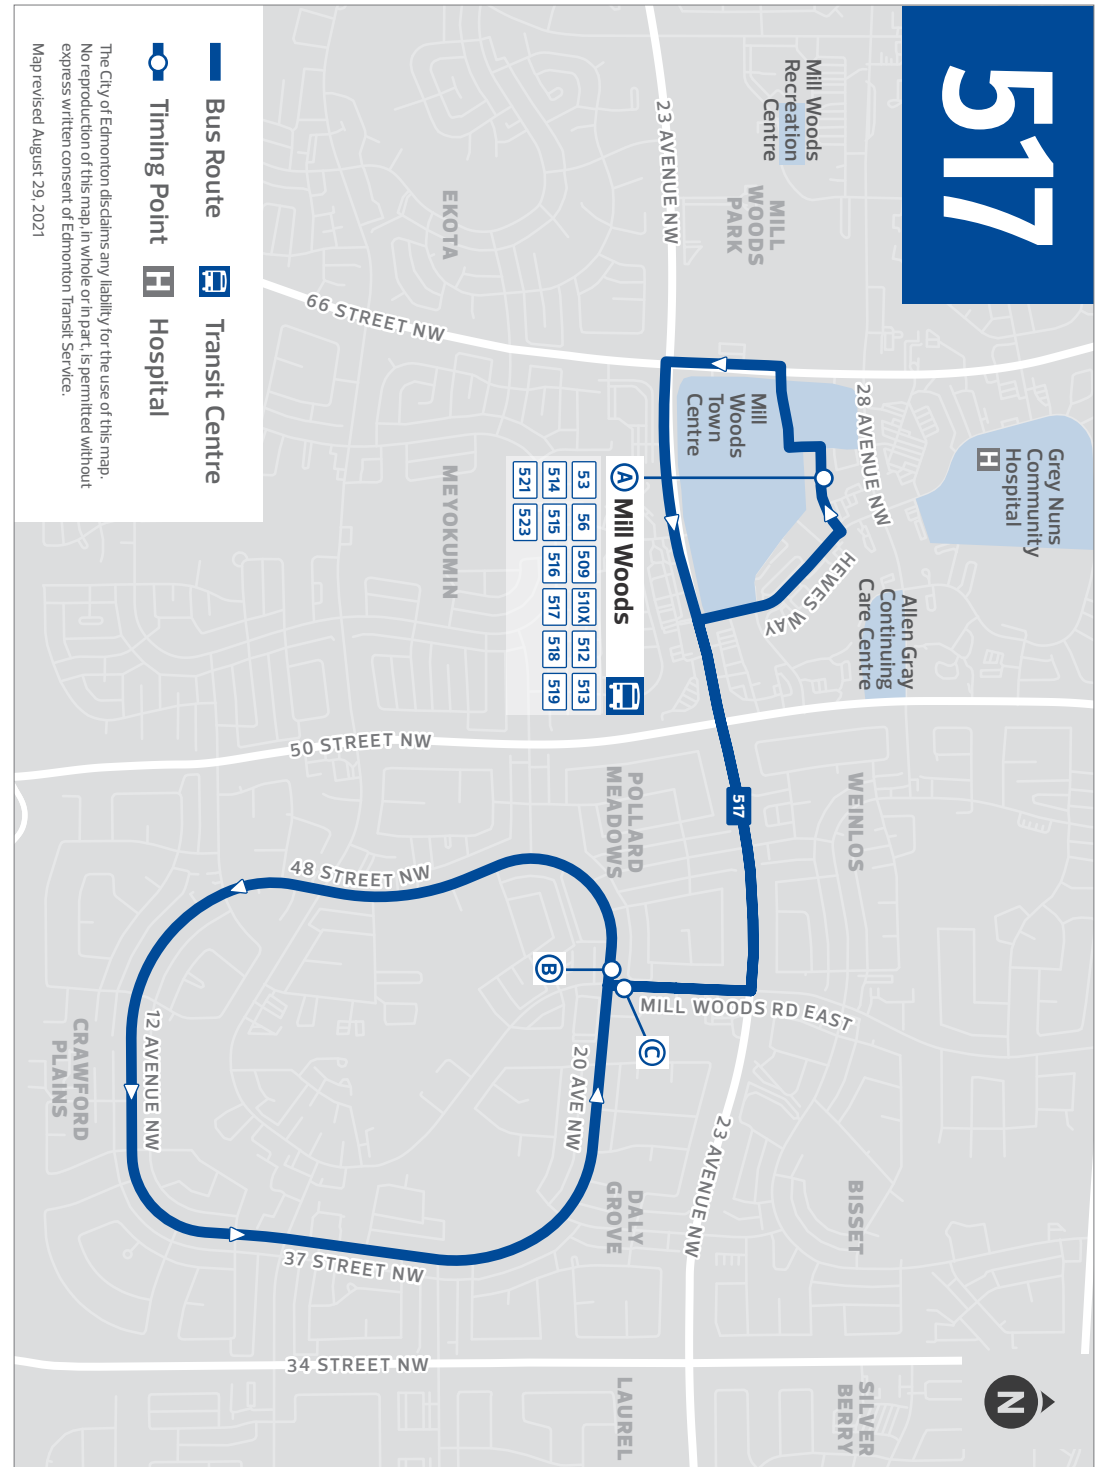 517
Mill Woods
Recreation
Centre
MILL
WOODS
PARK
23 AVENUE NW
EKOTA
66 STREET NW
28 AVENUE NW
Grey Nuns
Community
Hospital
H
Mill
Woods
Town
Centre
HEWES WAY
Allen Gray
Continuing
Care Centre
A Mill Woods
53 56 509 510X 512 513
514 515 516 517 518 519
521 523
MEYOKUMIN
50 STREET NW
517
WEINLOS
POLLARD
MEADOWS
48 STREET NW
B
C
MILL WOODS RD EAST
20 AVE NW
12 AVENUE NW
CRAWFORD
PLAINS
23 AVENUE NW
BISSET
DALY
GROVE
37 STREET NW
34 STREET NW
LAUREL
SILVER
BERRY
N
Bus Route
Transit Centre
Timing Point
H Hospital
The City of Edmonton disclaims any liability for the use of this map.
No reproduction of this map, in whole or in part, is permitted without
express written consent of Edmonton Transit Service.
Map revised August 29, 2021